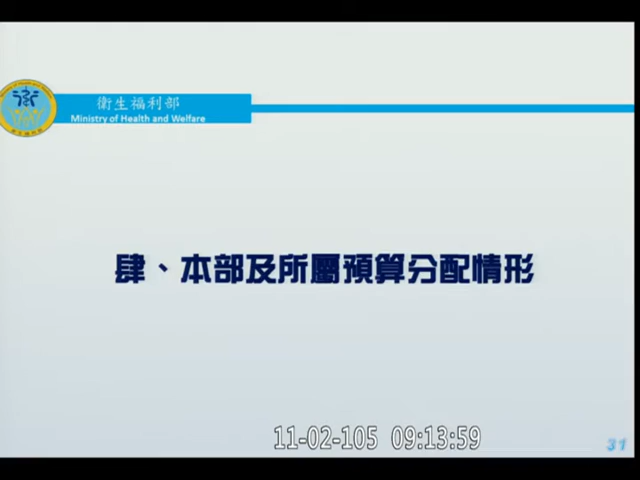 衛生福利部
Ministry of Health and Welfare
肆、本部及所屬預算分配情形
11-02-105 09:13:59
31